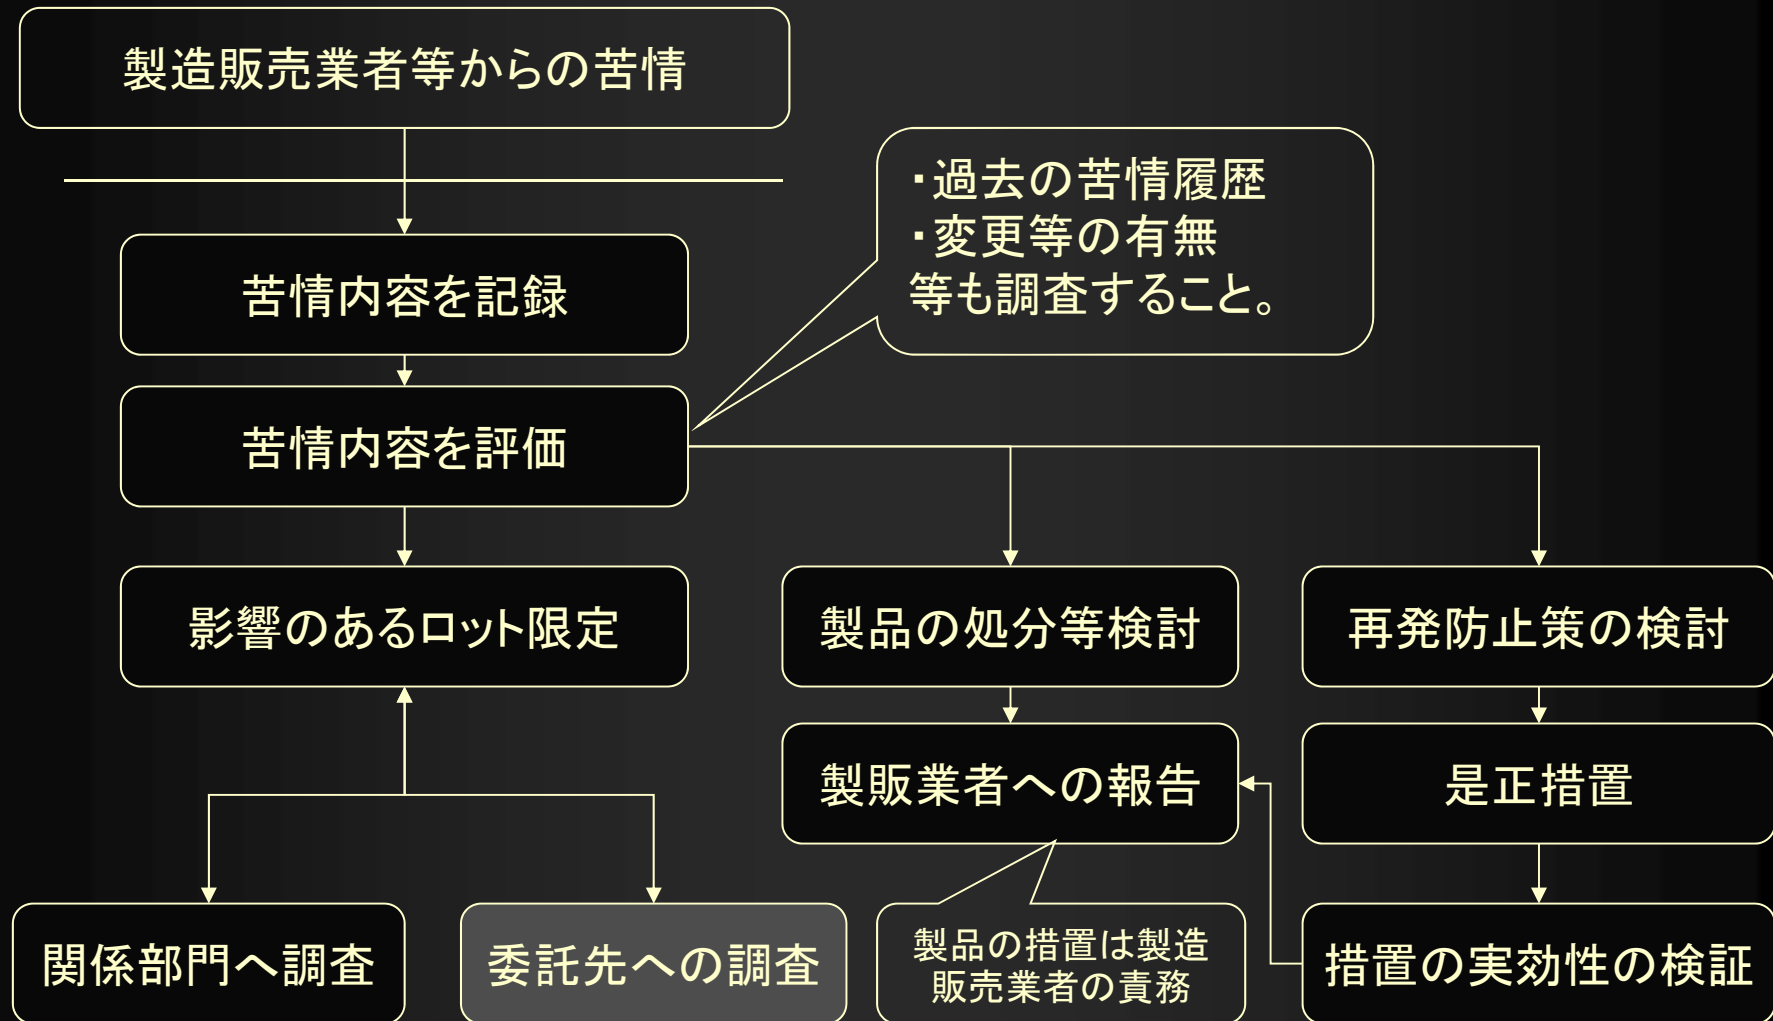 製造販売業者等からの苦情
・過去の苦情履歴
・変更等の有無
等も調査すること。
苦情内容を記録
苦情内容を評価
影響のあるロット限定
製品の処分等検討
再発防止策の検討
製販業者への報告
是正措置
関係部門へ調査
委託先への調査
製品の措置は製造
販売業者の責務
措置の実効性の検証